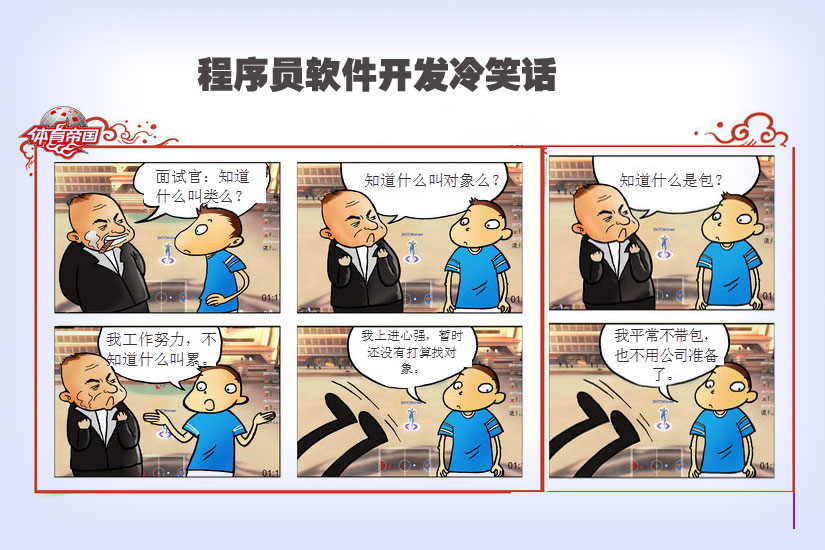 程序员软件开发冷笑话
体育帝国
面试官：知道
什么叫类么？
知道什么叫对象么？
知道什么是包？
我工作努力，不
知道什么叫累。
我上进心强，暂时
还没有打算找对
象。
我平常不带包，
也不用公司准备
了。